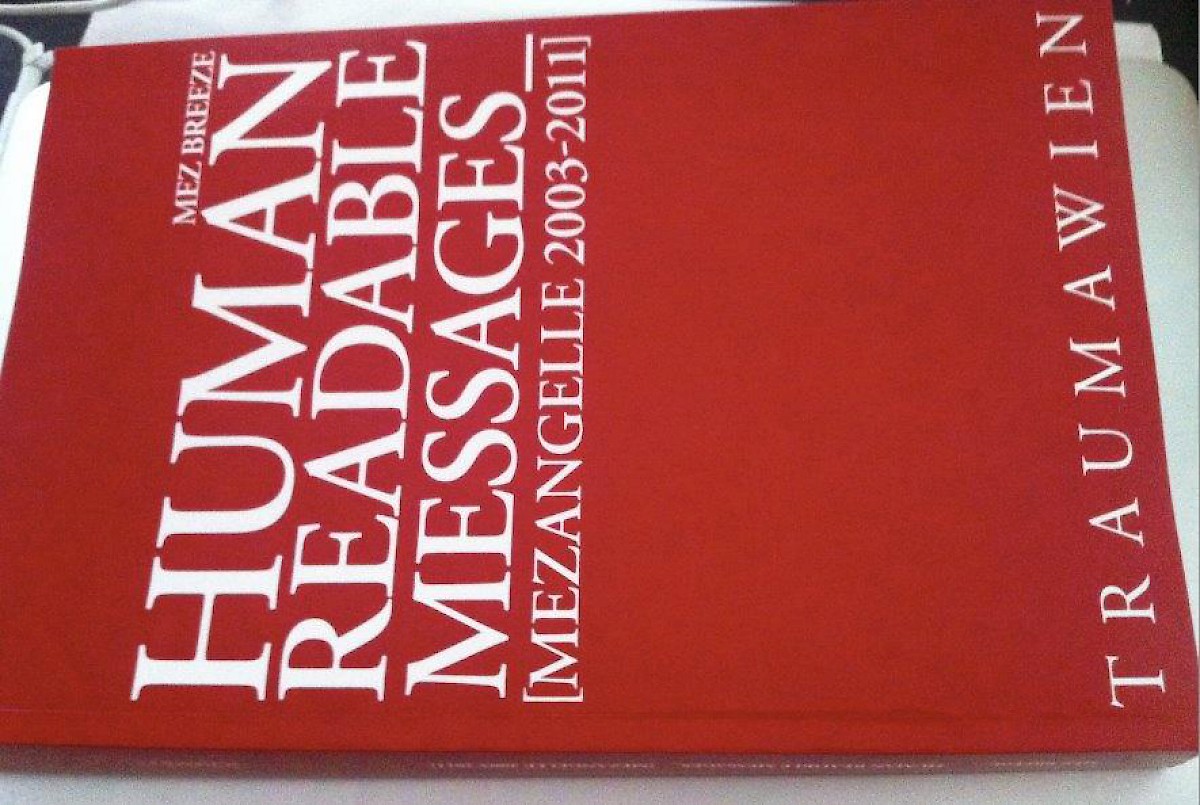 MEZ BREEZE
HUMAN
READABLE
MESSAGES_
[MEZANGELLE 2003-2011]
TRAUMAWIEN